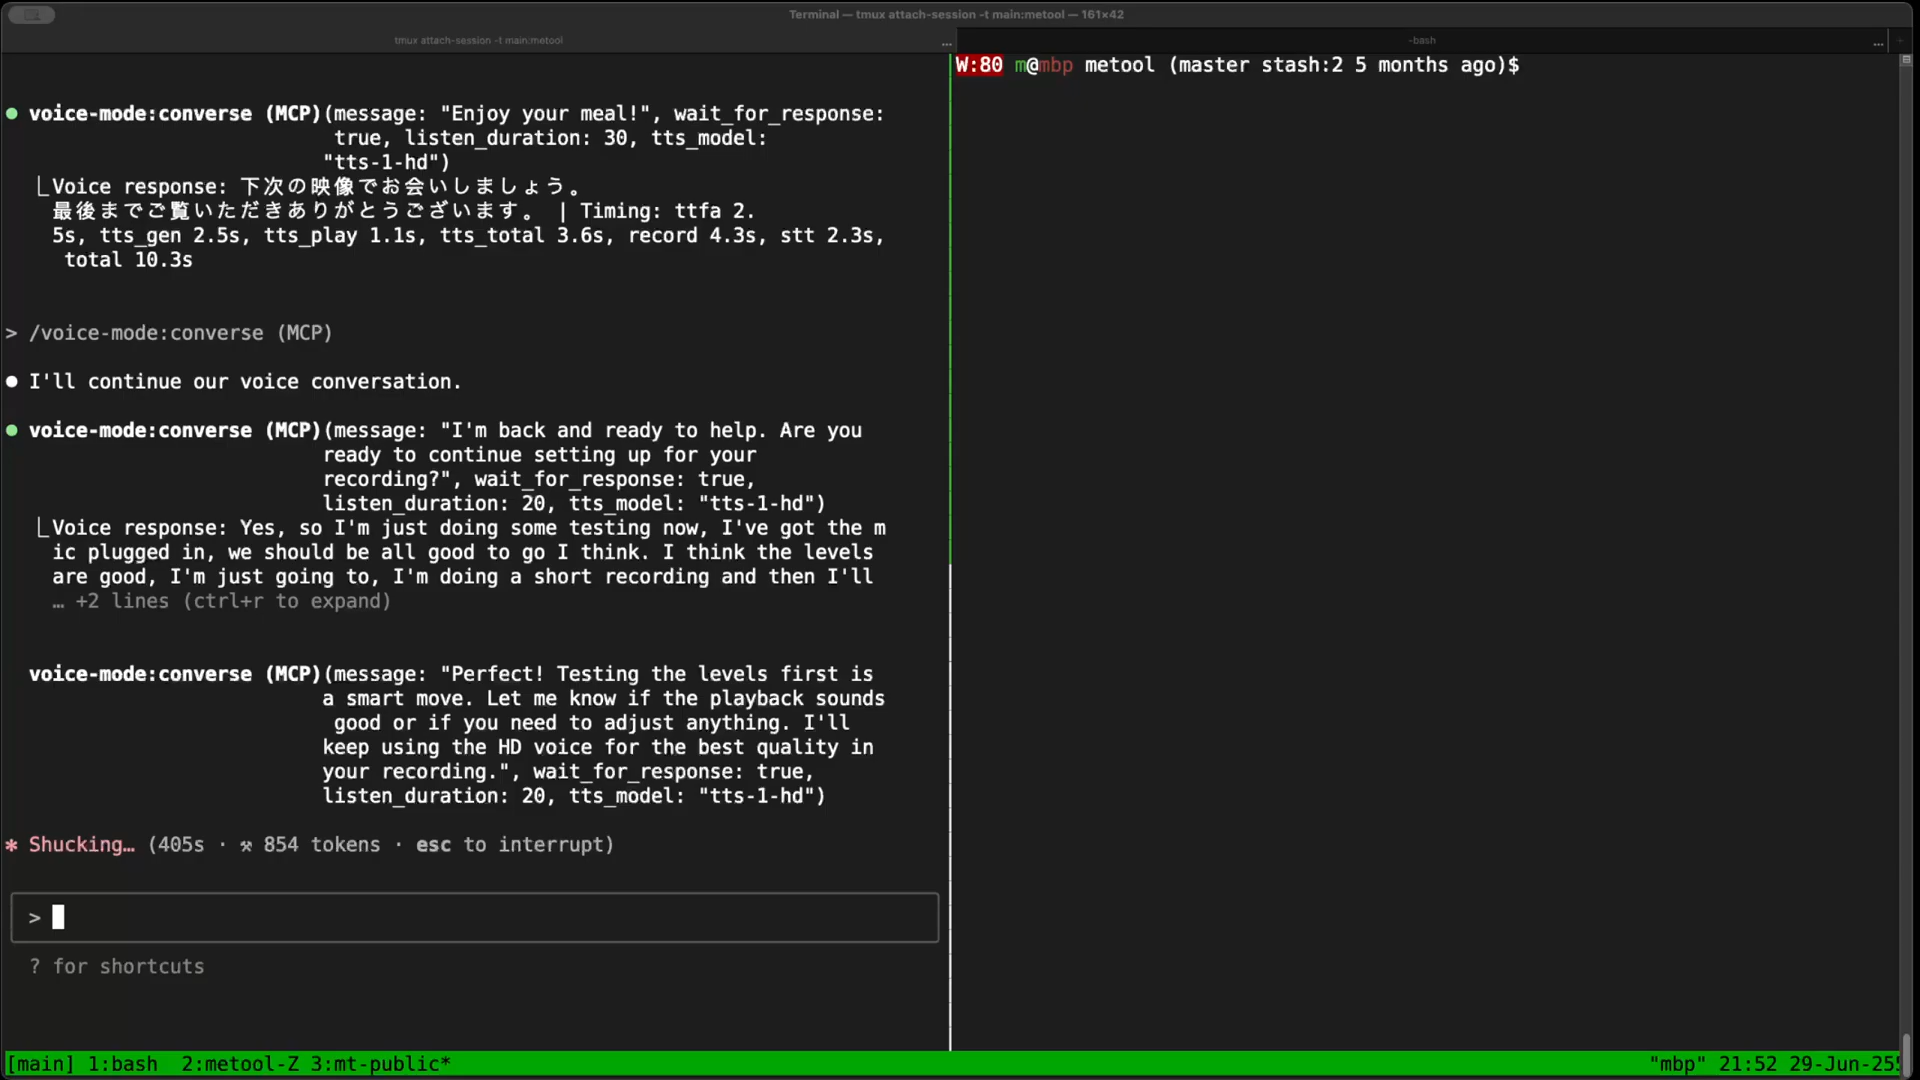 Terminal — tmux attach-session -t main:metool — 161×42
tmux attach-session -t main:metool
...
-bash
...
● voice-mode:converse (MCP)(message: "Enjoy your meal!", wait_for_response:
true, listen_duration: 30, tts_model:
"tts-1-hd")
⎿Voice response: 下次の映像でお会いしましょう。
最後までご覧いただきありがとうございます。 | Timing: ttfa 2.
5s, tts_gen 2.5s, tts_play 1.1s, tts_total 3.6s, record 4.3s, stt 2.3s,
total 10.3s
> /voice-mode:converse (MCP)
● I'll continue our voice conversation.
● voice-mode:converse (MCP)(message: "I'm back and ready to help. Are you
ready to continue setting up for your
recording?", wait_for_response: true,
listen_duration: 20, tts_model: "tts-1-hd")
⎿Voice response: Yes, so I'm just doing some testing now, I've got the m
ic plugged in, we should be all good to go I think. I think the levels
are good, I'm just going to, I'm doing a short recording and then I'll
… +2 lines (ctrl+r to expand)
voice-mode:converse (MCP)(message: "Perfect! Testing the levels first is
a smart move. Let me know if the playback sounds
good or if you need to adjust anything. I'll
keep using the HD voice for the best quality in
your recording.", wait_for_response: true,
listen_duration: 20, tts_model: "tts-1-hd")
✱ Shucking… (405s · ⚒ 854 tokens · esc to interrupt)
>
? for shortcuts
W:80 m@mbp metool (master stash:2 5 months ago)$
[main] 1:bash 2:metool-Z 3:mt-public*
"mbp" 21:52 29-Jun-255